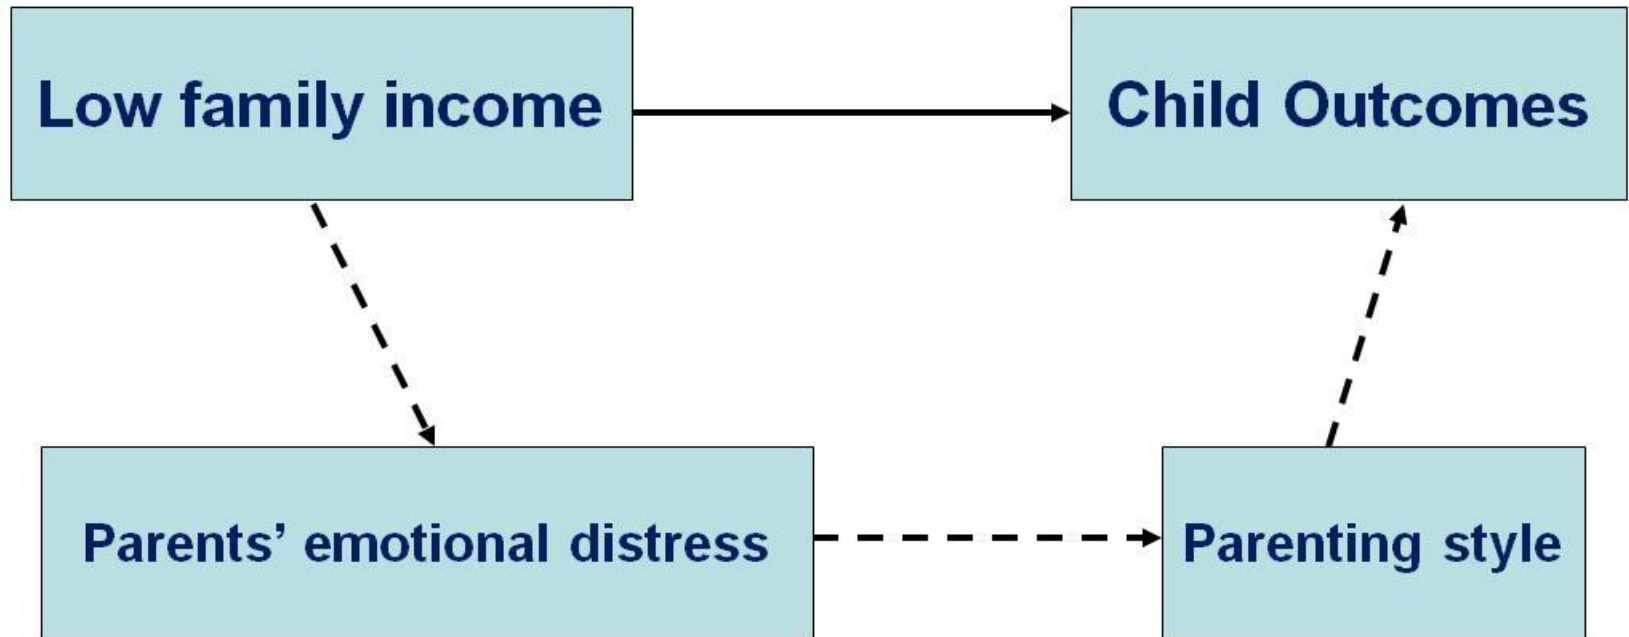 Low family income
Child Outcomes
Parents’ emotional distress
Parenting style